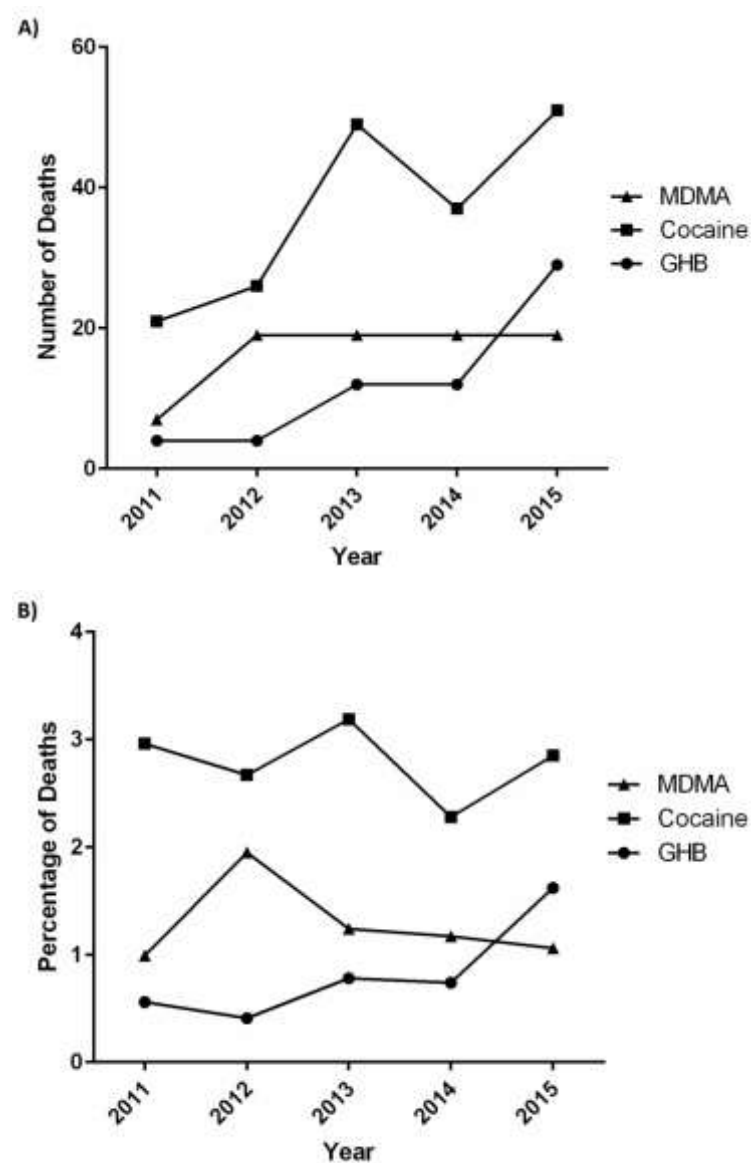 A)
60
40
20
0
Number of Deaths
2011
2012
2013
2014
2015
Year
MDMA
Cocaine
GHB
B)
4
3
2
1
0
Percentage of Deaths
2011
2012
2013
2014
2015
Year
MDMA
Cocaine
GHB